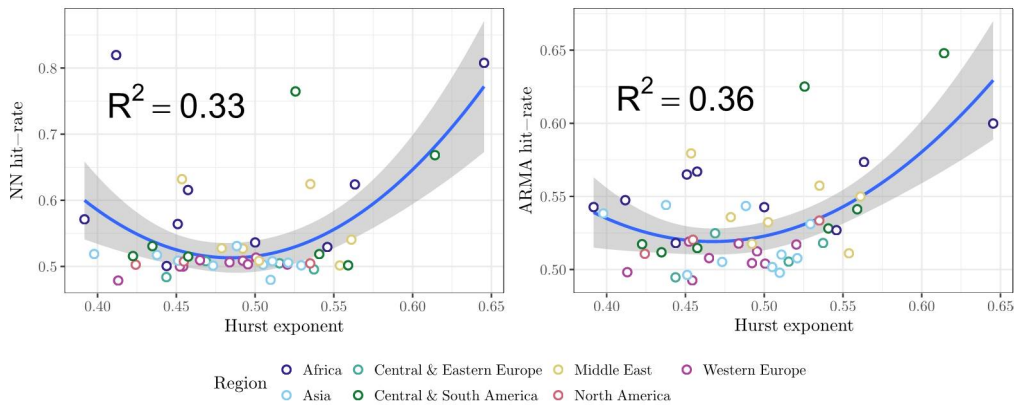 R² = 0.33
NN hit−rate
0.8
0.7
0.6
0.5
0.40 0.45 0.50 0.55 0.60 0.65
Hurst exponent
R² = 0.36
ARMA hit−rate
0.65
0.60
0.55
0.50
0.40 0.45 0.50 0.55 0.60 0.65
Hurst exponent
Region
Africa Central & Eastern Europe Middle East Western Europe
Asia Central & South America North America